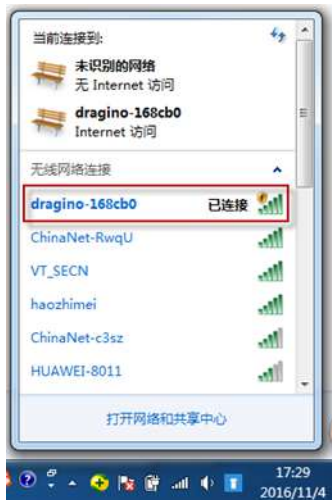 当前连接到:
未识别的网络
无 Internet 访问
dragino-168cb0
Internet 访问
无线网络连接
dragino-168cb0 已连接
ChinaNet-RwqU
VT_SECN
haozhimei
ChinaNet-c3sz
HUAWEI-8011
打开网络和共享中心
17:29
2016/11/4